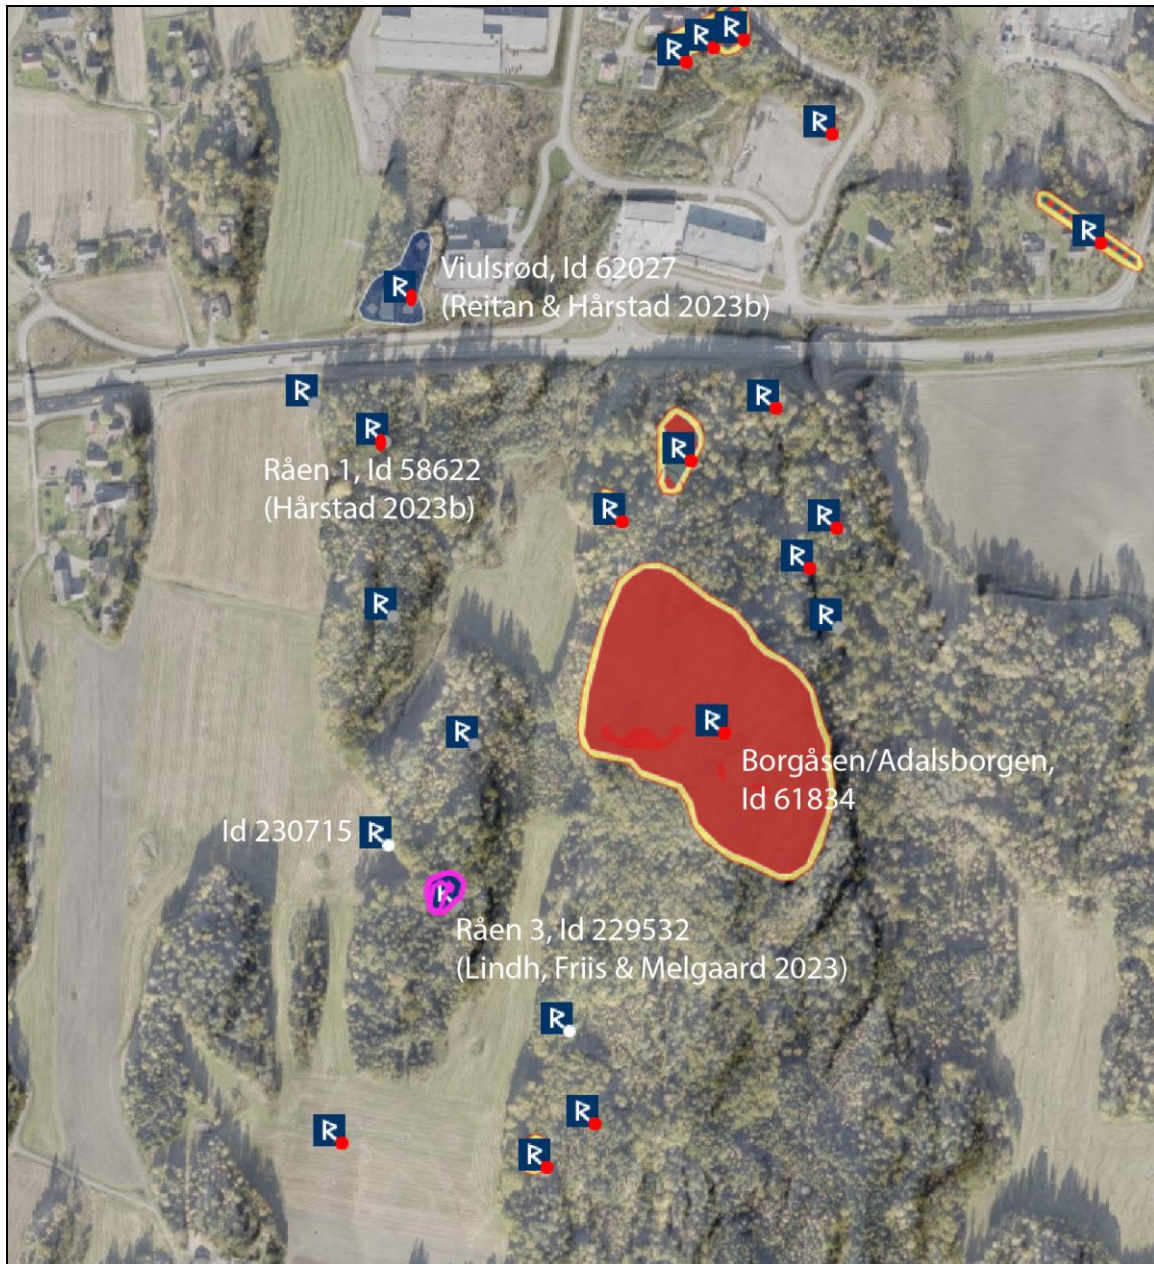 Viulsrød, Id 62027
(Reitan & Hårstad 2023b)
Råen 1, Id 58622
(Hårstad 2023b)
Borgåsen/Adalsborgen,
Id 61834
Id 230715
Råen 3, Id 229532
(Lindh, Friis & Melgaard 2023)